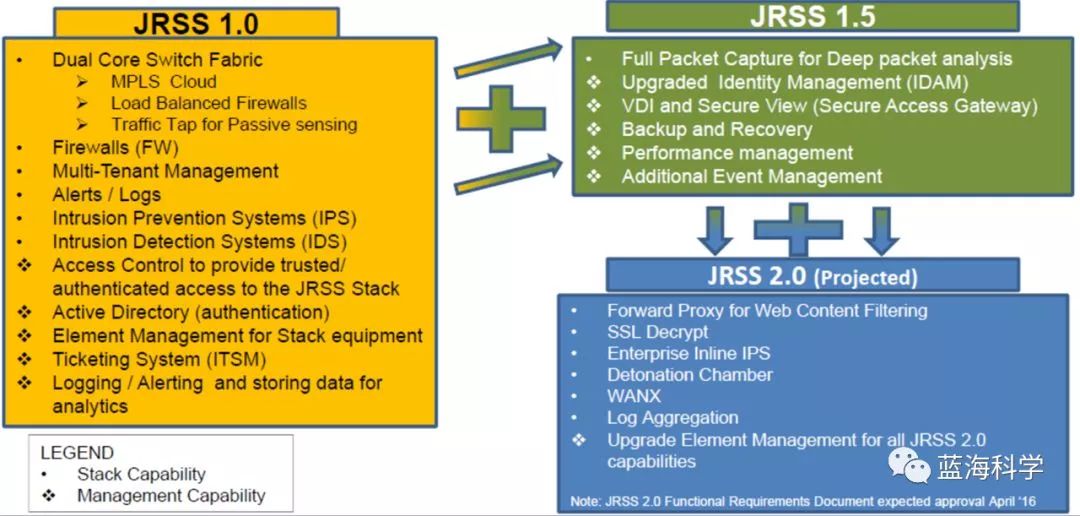 JRSS 1.0
• Dual Core Switch Fabric
➢ MPLS Cloud
➢ Load Balanced Firewalls
➢ Traffic Tap for Passive sensing
• Firewalls (FW)
• Multi-Tenant Management
• Alerts / Logs
• Intrusion Prevention Systems (IPS)
• Intrusion Detection Systems (IDS)
❖ Access Control to provide trusted/
authenticated access to the JRSS Stack
❖ Active Directory (authentication)
❖ Element Management for Stack equipment
❖ Ticketing System (ITSM)
❖ Logging / Alerting and storing data for
analytics
LEGEND
• Stack Capability
❖ Management Capability
JRSS 1.5
• Full Packet Capture for Deep packet analysis
❖ Upgraded Identity Management (IDAM)
❖ VDI and Secure View (Secure Access Gateway)
❖ Backup and Recovery
❖ Performance management
❖ Additional Event Management
JRSS 2.0 (Projected)
• Forward Proxy for Web Content Filtering
• SSL Decrypt
• Enterprise Inline IPS
• Detonation Chamber
• WANX
• Log Aggregation
❖ Upgrade Element Management for all JRSS 2.0
capabilities
Note: JRSS 2.0 Functional Requirements Document expected approval April '16
蓝海科学